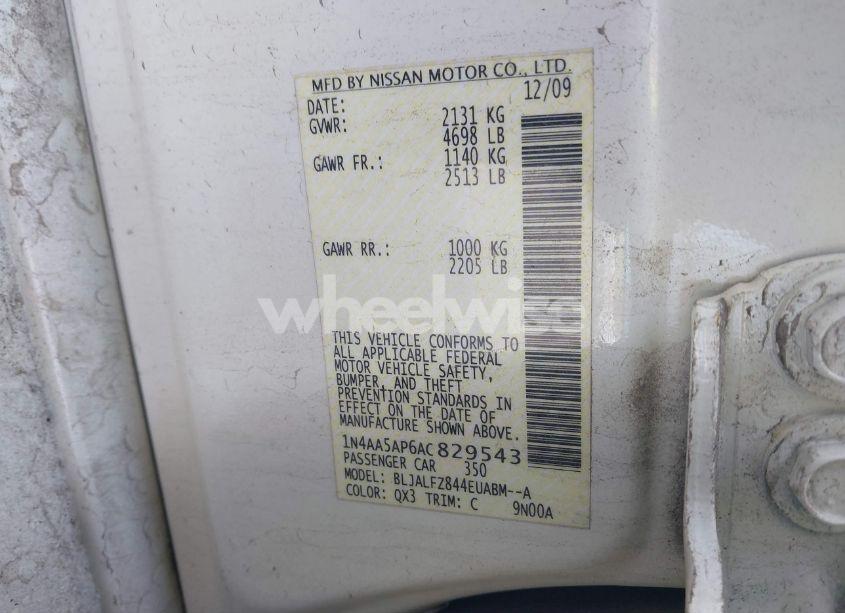 MFD BY NISSAN MOTOR CO., LTD.
DATE: 12/09
GVWR: 2131 KG
4698 LB
GAWR FR.: 1140 KG
2513 LB
GAWR RR.: 1000 KG
2205 LB
wheelwise
THIS VEHICLE CONFORMS TO
ALL APPLICABLE FEDERAL
MOTOR VEHICLE SAFETY,
BUMPER, AND THEFT
PREVENTION STANDARDS IN
EFFECT ON THE DATE OF
MANUFACTURE SHOWN ABOVE.
1N4AA5AP6AC829543
PASSENGER CAR 350
MODEL: BLJALFZ844EUABM--A
COLOR: QX3 TRIM: C 9N00A